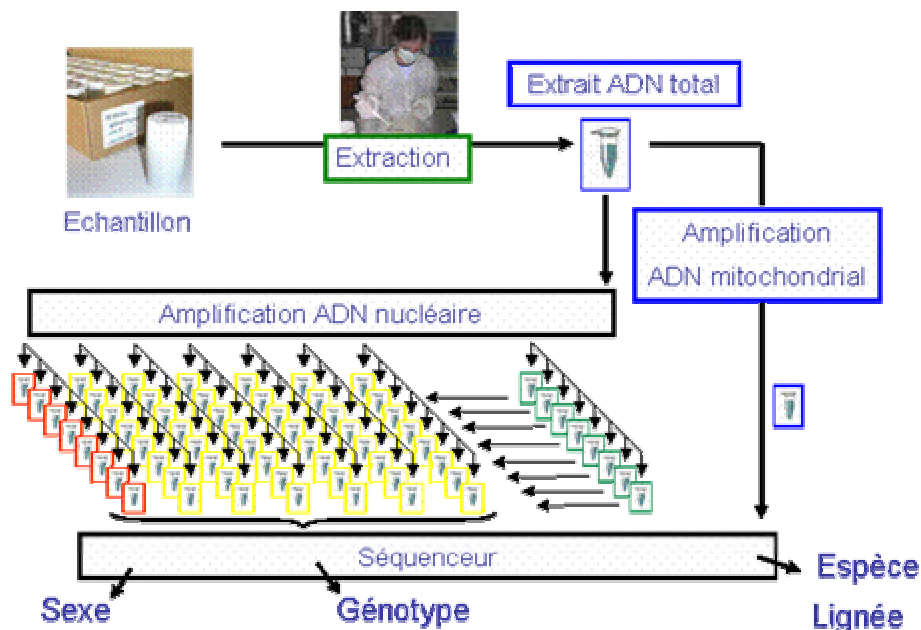 Extrait ADN total
Extraction
Echantillon
Amplification
ADN mitochondrial
Amplification ADN nucléaire
Séquenceur
Espèce
Sexe
Génotype
Lignée